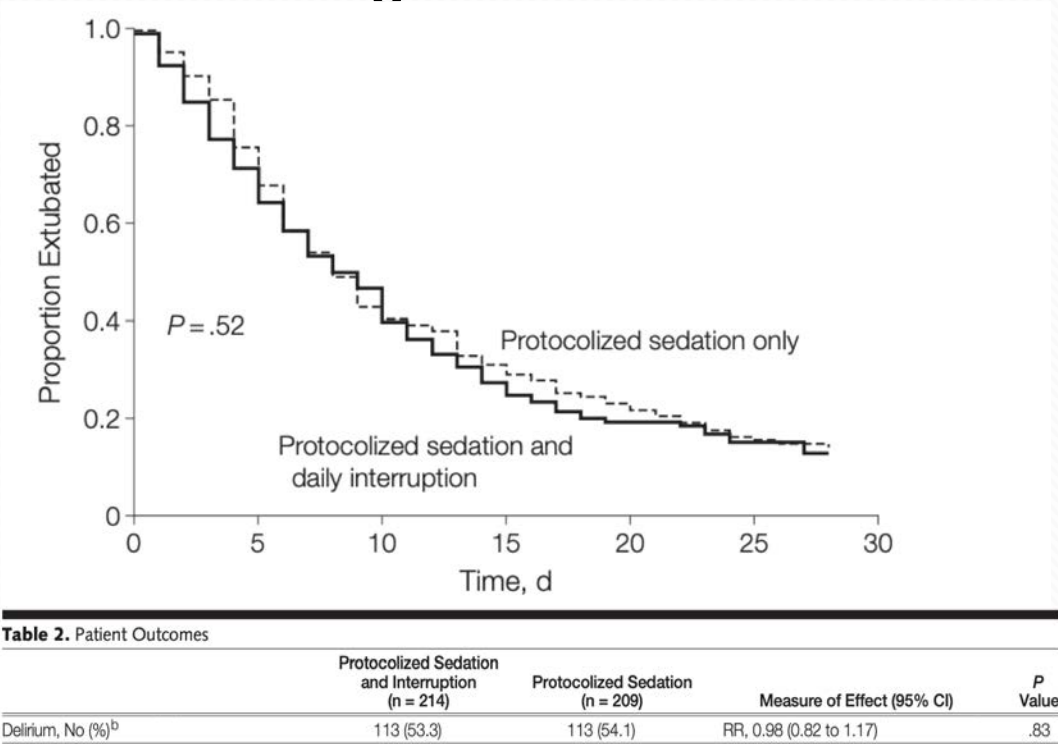 1.0
0.8
0.6
0.4
0.2
0
Proportion Extubated
P = .52
Protocolized sedation only
Protocolized sedation and
daily interruption
0 5 10 15 20 25 30
Time, d
Table 2. Patient Outcomes
Protocolized Sedation
and Interruption
(n = 214)
Protocolized Sedation
(n = 209)
Measure of Effect (95% CI)
P
Value
Delirium, No (%)b 113 (53.3) 113 (54.1) RR, 0.98 (0.82 to 1.17) .83